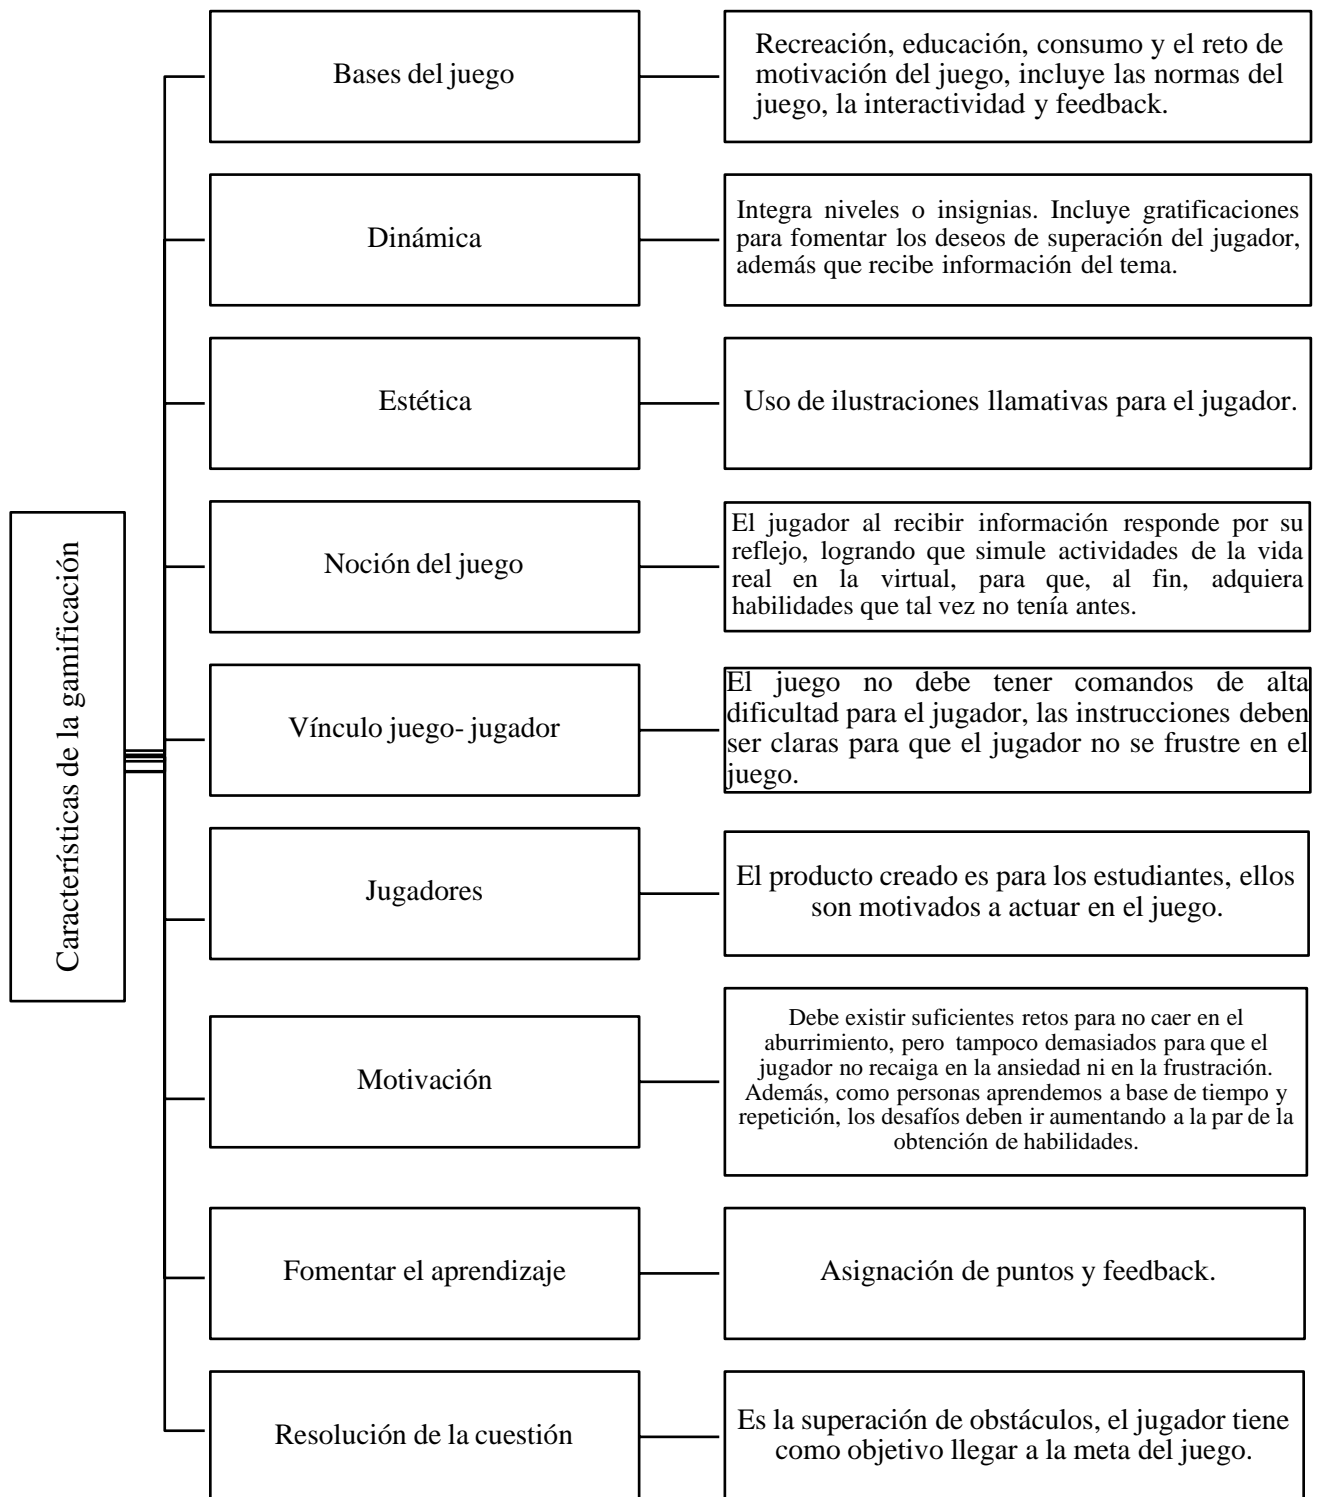 Características de la gamificación
Bases del juego
Recreación, educación, consumo y el reto de
motivación del juego, incluye las normas del
juego, la interactividad y feedback.
Dinámica
Integra niveles o insignias. Incluye gratificaciones
para fomentar los deseos de superación del jugador,
además que recibe información del tema.
Estética
Uso de ilustraciones llamativas para el jugador.
Noción del juego
El jugador al recibir información responde por su
reflejo, logrando que simule actividades de la vida
real en la virtual, para que, al fin, adquiera
habilidades que tal vez no tenía antes.
Vínculo juego- jugador
El juego no debe tener comandos de alta
dificultad para el jugador, las instrucciones deben
ser claras para que el jugador no se frustre en el
juego.
Jugadores
El producto creado es para los estudiantes, ellos
son motivados a actuar en el juego.
Motivación
Debe existir suficientes retos para no caer en el
aburrimiento, pero tampoco demasiados para que el
jugador no recaiga en la ansiedad ni en la frustración.
Además, como personas aprendemos a base de tiempo y
repetición, los desafíos deben ir aumentando a la par de la
obtención de habilidades.
Fomentar el aprendizaje
Asignación de puntos y feedback.
Resolución de la cuestión
Es la superación de obstáculos, el jugador tiene
como objetivo llegar a la meta del juego.